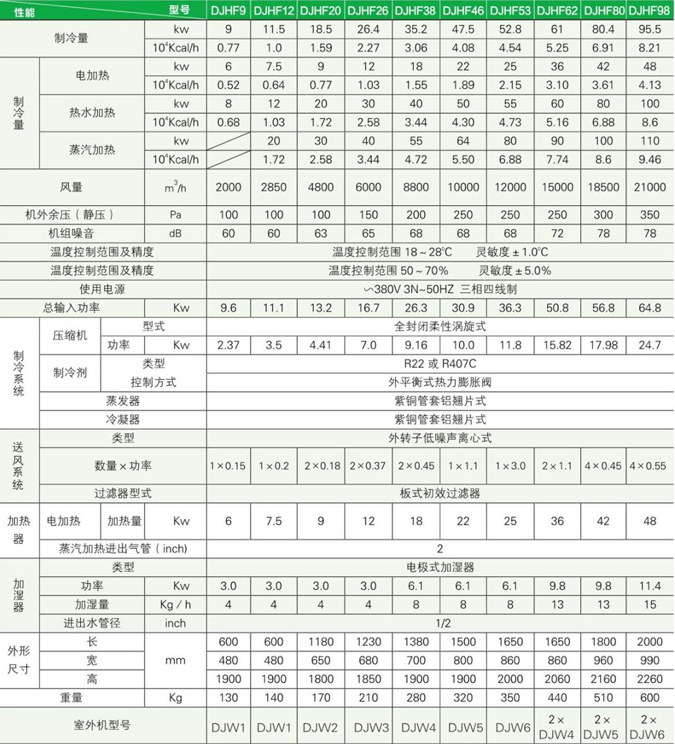 性能 型号 DJHF9 DJHF12 DJHF20 DJHF26 DJHF38 DJHF46 DJHF53 DJHF62 DJHF80 DJHF98
制冷量 kw 9 11.5 18.5 26.4 35.2 47.5 52.8 61 80.4 95.5
10⁴Kcal/h 0.77 1.0 1.59 2.27 3.06 4.08 4.54 5.25 6.91 8.21
制冷量 电加热 kw 6 7.5 9 12 18 22 25 36 42 48
10⁴Kcal/h 0.52 0.64 0.77 1.03 1.55 1.89 2.15 3.10 3.61 4.13
热水加热 kw 8 12 20 30 40 50 55 60 80 100
10⁴Kcal/h 0.68 1.03 1.72 2.58 3.44 4.30 4.73 5.16 6.88 8.6
蒸汽加热 kw 20 30 40 55 64 80 90 100 110
10⁴Kcal/h 1.72 2.58 3.44 4.72 5.50 6.88 7.74 8.6 9.46
风量 m³/h 2000 2850 4800 6000 8800 10000 12000 15000 18500 21000
机外余压（静压） Pa 100 100 100 150 200 250 250 250 300 350
机组噪音 dB 60 60 63 65 68 68 68 72 78 78
温度控制范围及精度 温度控制范围 18～28℃ 灵敏度±1.0℃
温度控制范围及精度 温度控制范围 50～70% 灵敏度±5.0%
使用电源 ∽380V 3N~50HZ 三相四线制
总输入功率 Kw 9.6 11.1 13.2 16.7 26.3 30.9 36.3 50.8 56.8 64.8
制冷系统 压缩机 型式 全封闭柔性涡旋式
功率 Kw 2.37 3.5 4.41 7.0 9.16 10.0 11.8 15.82 17.98 24.7
制冷剂 类型 R22 或 R407C
控制方式 外平衡式热力膨胀阀
蒸发器 紫铜管套铝翘片式
冷凝器 紫铜管套铝翘片式
送风系统 类型 外转子低噪声离心式
数量×功率 1×0.15 1×0.2 2×0.18 2×0.37 2×0.45 1×1.1 1×3.0 2×1.1 4×0.45 4×0.55
过滤器型式 板式初效过滤器
加热器 电加热 加热量 Kw 6 7.5 9 12 18 22 25 36 42 48
蒸汽加热进出气管（inch) 2
加湿器 类型 电极式加湿器
功率 Kw 3.0 3.0 3.0 3.0 6.1 6.1 6.1 9.8 9.8 11.4
加湿量 Kg / h 4 4 4 4 8 8 8 13 13 15
进出水管径 inch 1/2
外形尺寸 长 mm 600 600 1180 1230 1380 1500 1650 1650 1800 2000
宽 480 480 650 680 700 800 860 860 960 990
高 1900 1900 1800 1850 1900 1900 2000 2060 2160 2260
重量 Kg 130 140 170 210 280 320 350 440 510 600
室外机型号 DJW1 DJW1 DJW2 DJW3 DJW4 DJW5 DJW6 2×DJW4 2×DJW5 2×DJW6